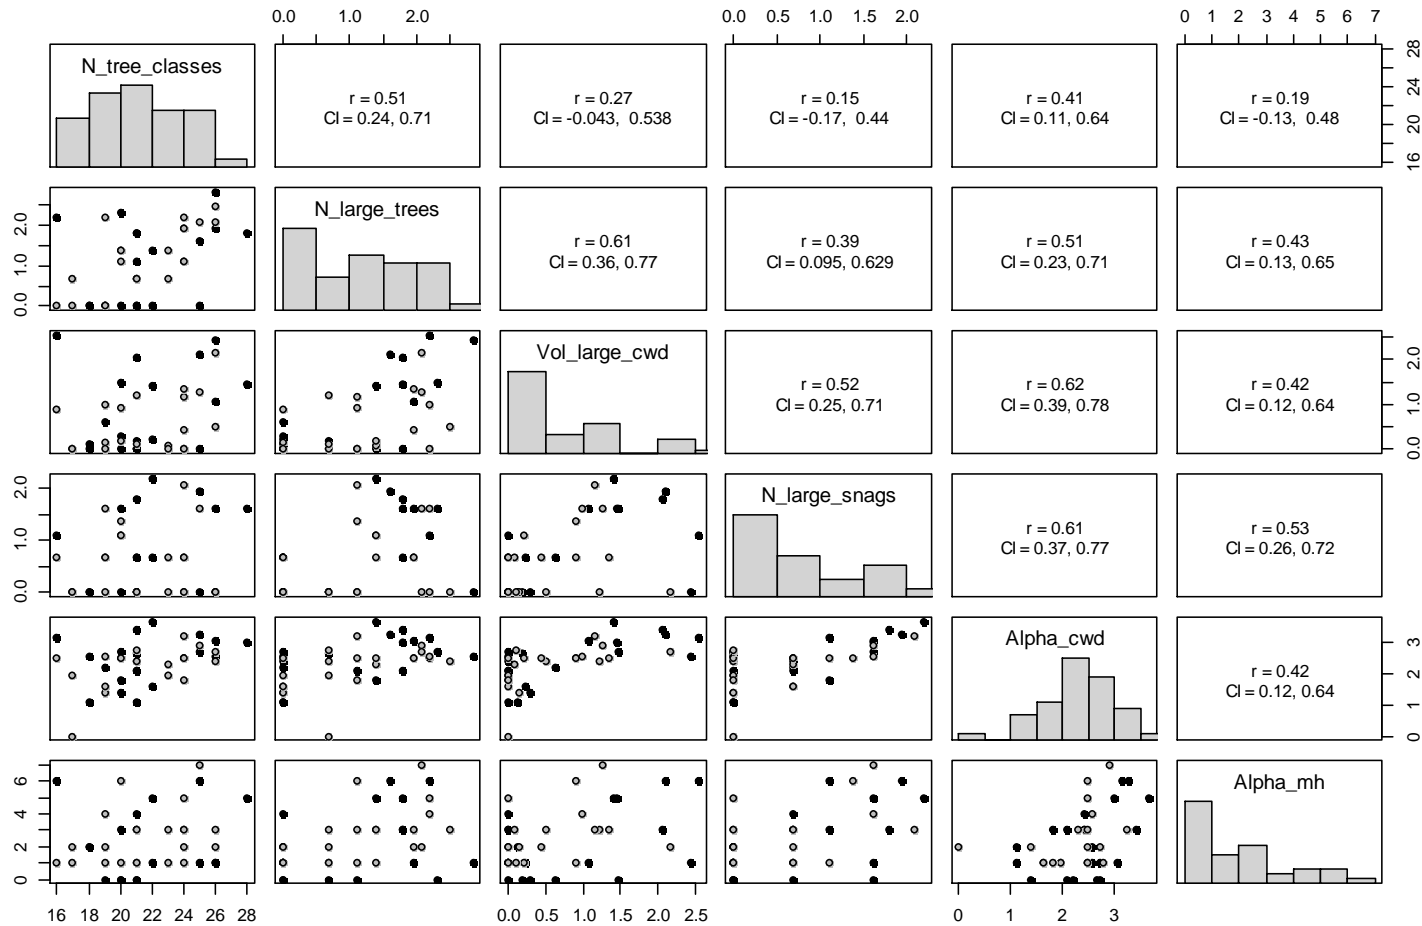 0.0 1.0 2.0
0.0 1.0 2.0
0 1 2 3 4 5 6 7
N_tree_classes
r = 0.51
CI = 0.24, 0.71
r = 0.27
CI = -0.043, 0.538
r = 0.15
CI = -0.17, 0.44
r = 0.41
CI = 0.11, 0.64
r = 0.19
CI = -0.13, 0.48
16 20 24 28
0.0 1.0 2.0
N_large_trees
r = 0.61
CI = 0.36, 0.77
r = 0.39
CI = 0.095, 0.629
r = 0.51
CI = 0.23, 0.71
r = 0.43
CI = 0.13, 0.65
Vol_large_cwd
r = 0.52
CI = 0.25, 0.71
r = 0.62
CI = 0.39, 0.78
r = 0.42
CI = 0.12, 0.64
0.0 1.0 2.0
0.0 1.0 2.0
N_large_snags
r = 0.61
CI = 0.37, 0.77
r = 0.53
CI = 0.26, 0.72
Alpha_cwd
r = 0.42
CI = 0.12, 0.64
0 1 2 3
0 2 4 6
Alpha_mh
16 18 20 22 24 26 28
0.0 0.5 1.0 1.5 2.0 2.5
0 1 2 3